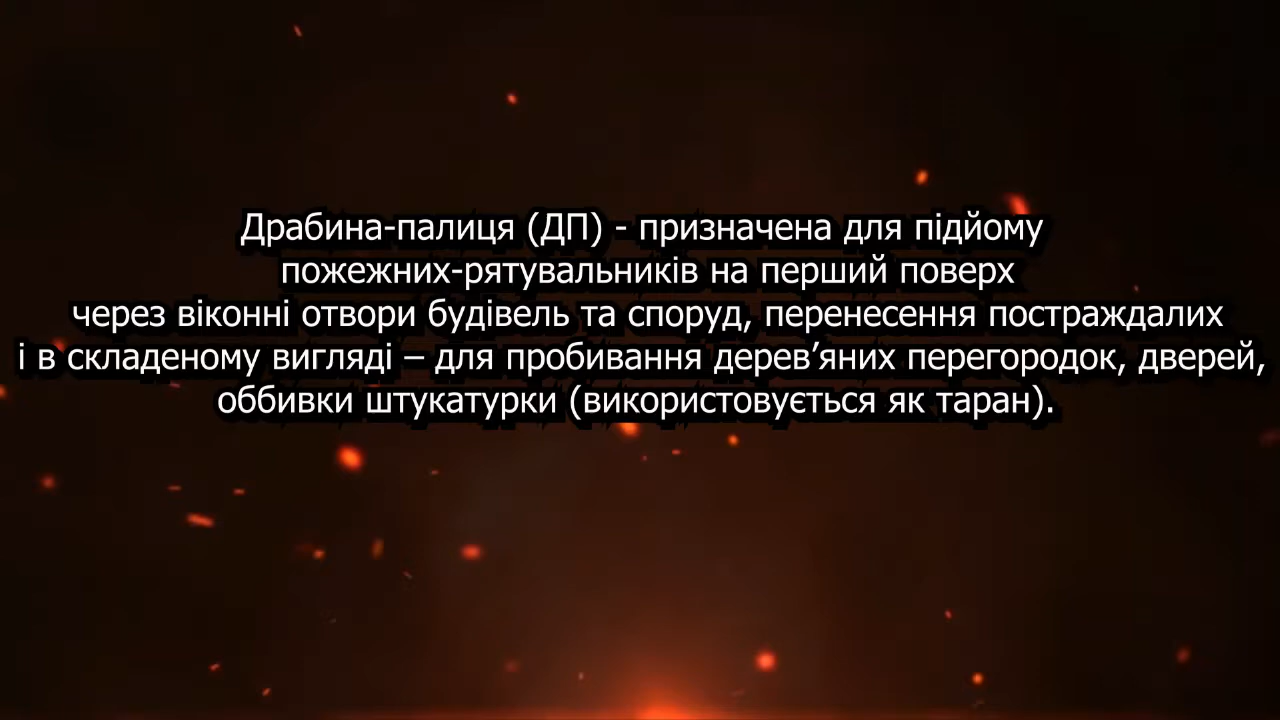 Драбина-палиця (ДП) - призначена для підйому
пожежних-рятувальників на перший поверх
через віконні отвори будівель та споруд, перенесення постраждалих
і в складеному вигляді – для пробивання дерев’яних перегородок, дверей,
оббивки штукатурки (використовується як таран).